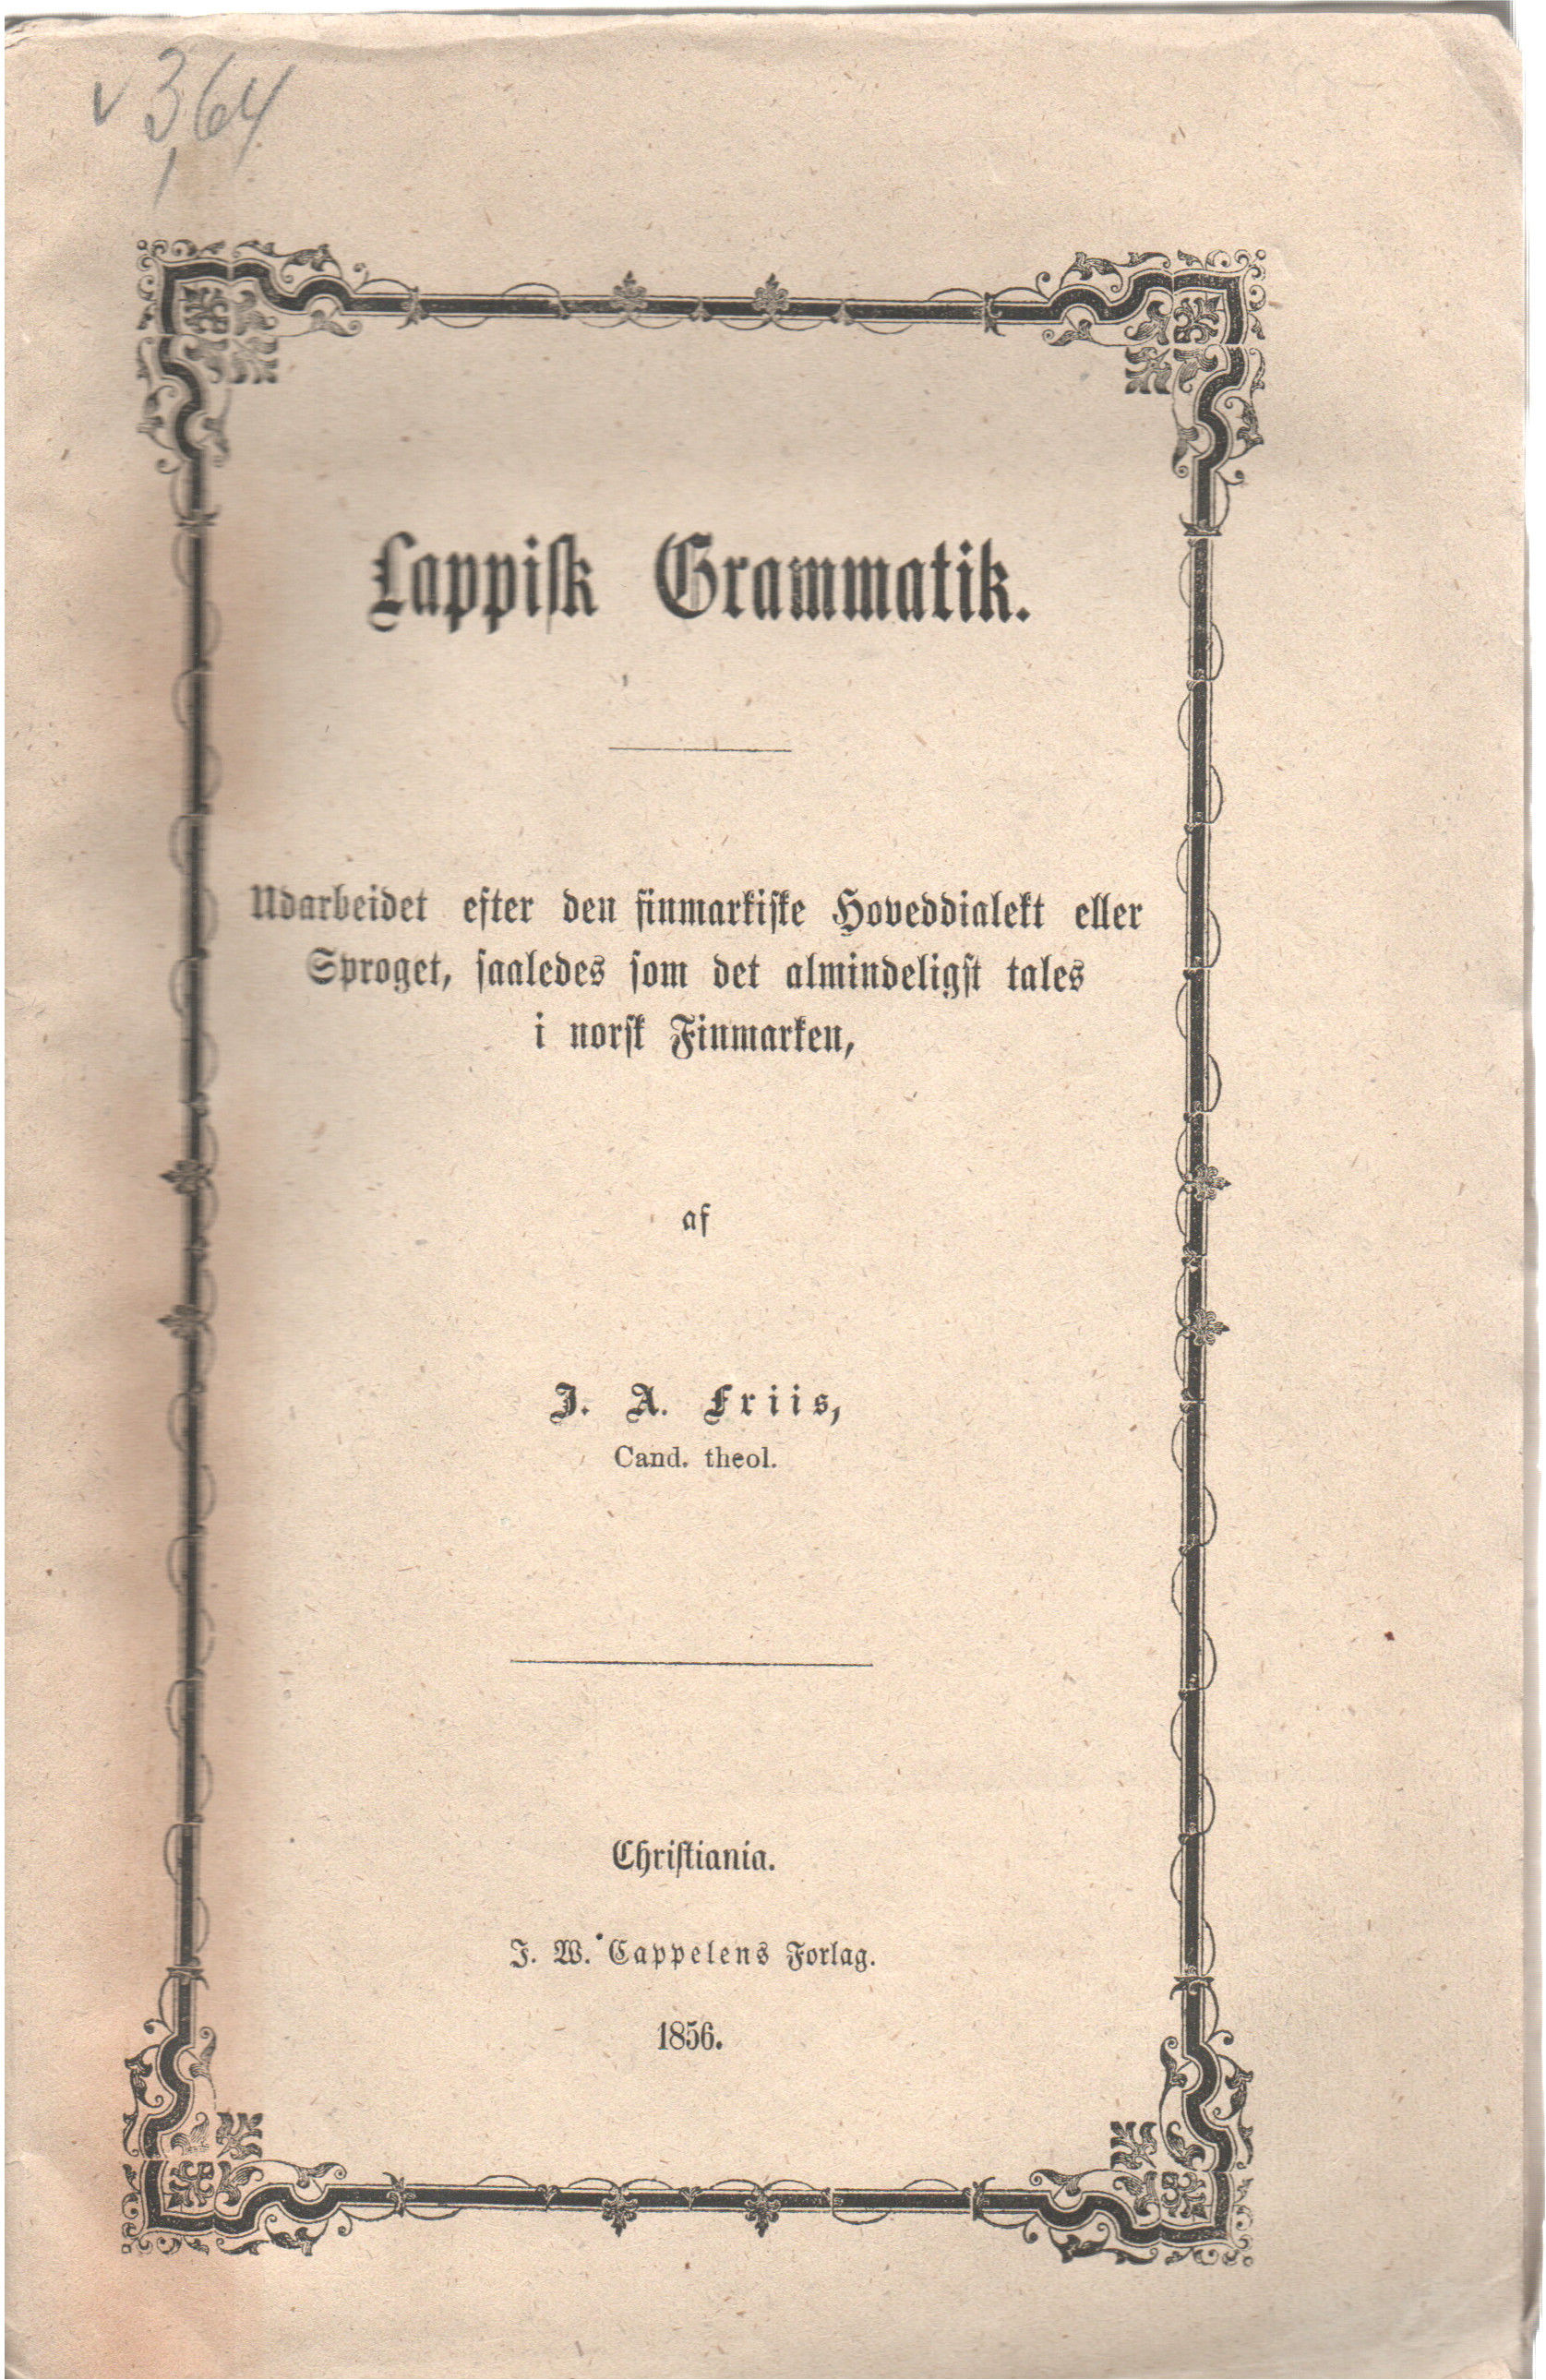 v 364
Lappisk Grammatik.
Udarbeidet efter den finmarkiske Hoveddialekt eller
Sproget, saaledes som det almindeligst tales
i norsk Finmarken,
af
J. A. Friis,
Cand. theol.
Christiania.
J. W. Cappelens Forlag.
1856.